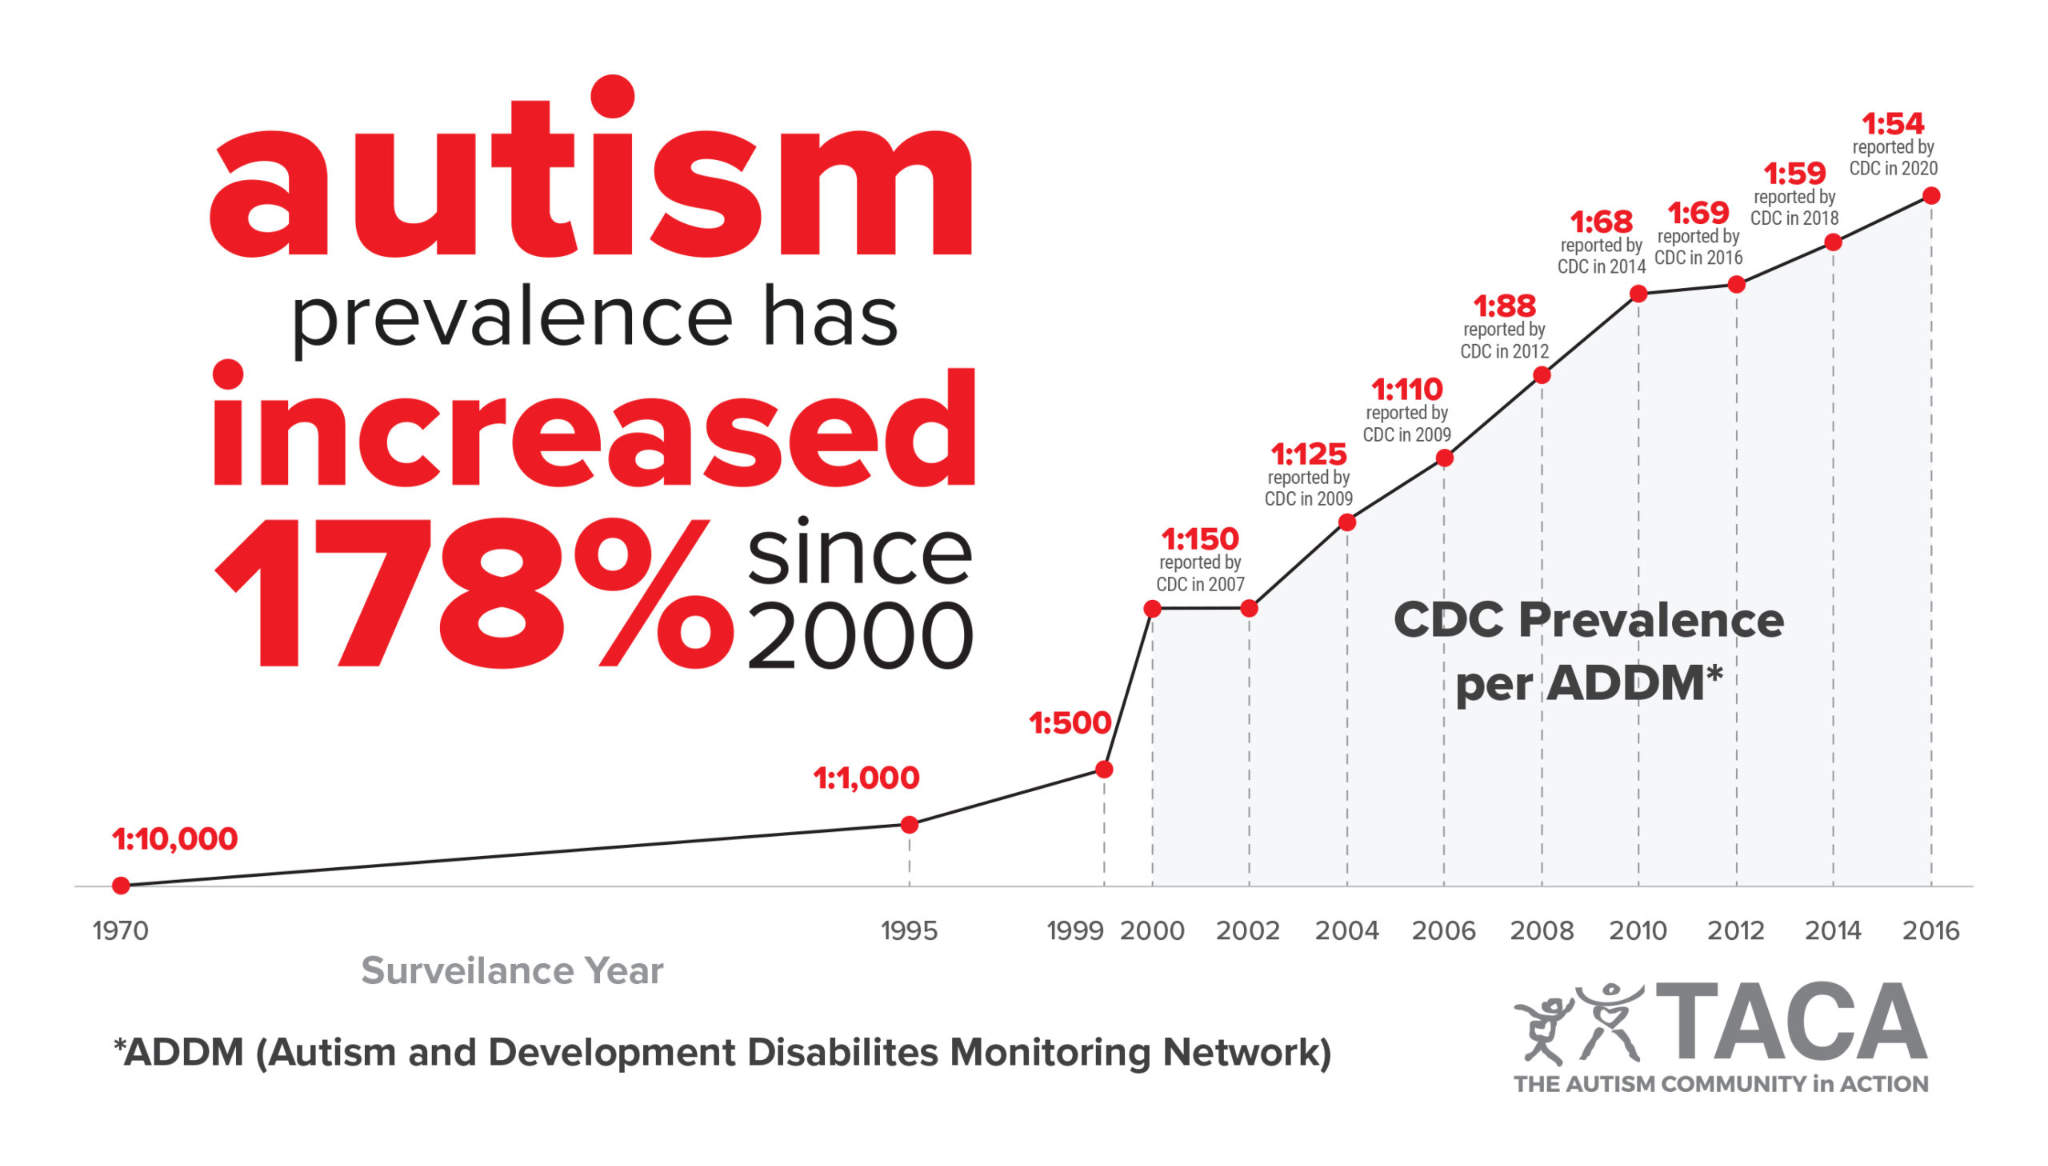 autism
prevalence has
increased
178% since
2000
1:10,000
1:1,000
1:500
1:150
reported by
CDC in 2007
1:125
reported by
CDC in 2009
1:110
reported by
CDC in 2009
1:88
reported by
CDC in 2012
1:68
reported by
CDC in 2014
1:69
reported by
CDC in 2016
1:59
reported by
CDC in 2018
1:54
reported by
CDC in 2020
CDC Prevalence
per ADDM*
1970 1995 1999 2000 2002 2004 2006 2008 2010 2012 2014 2016
Surveilance Year
*ADDM (Autism and Development Disabilites Monitoring Network)
TACA
THE AUTISM COMMUNITY in ACTION